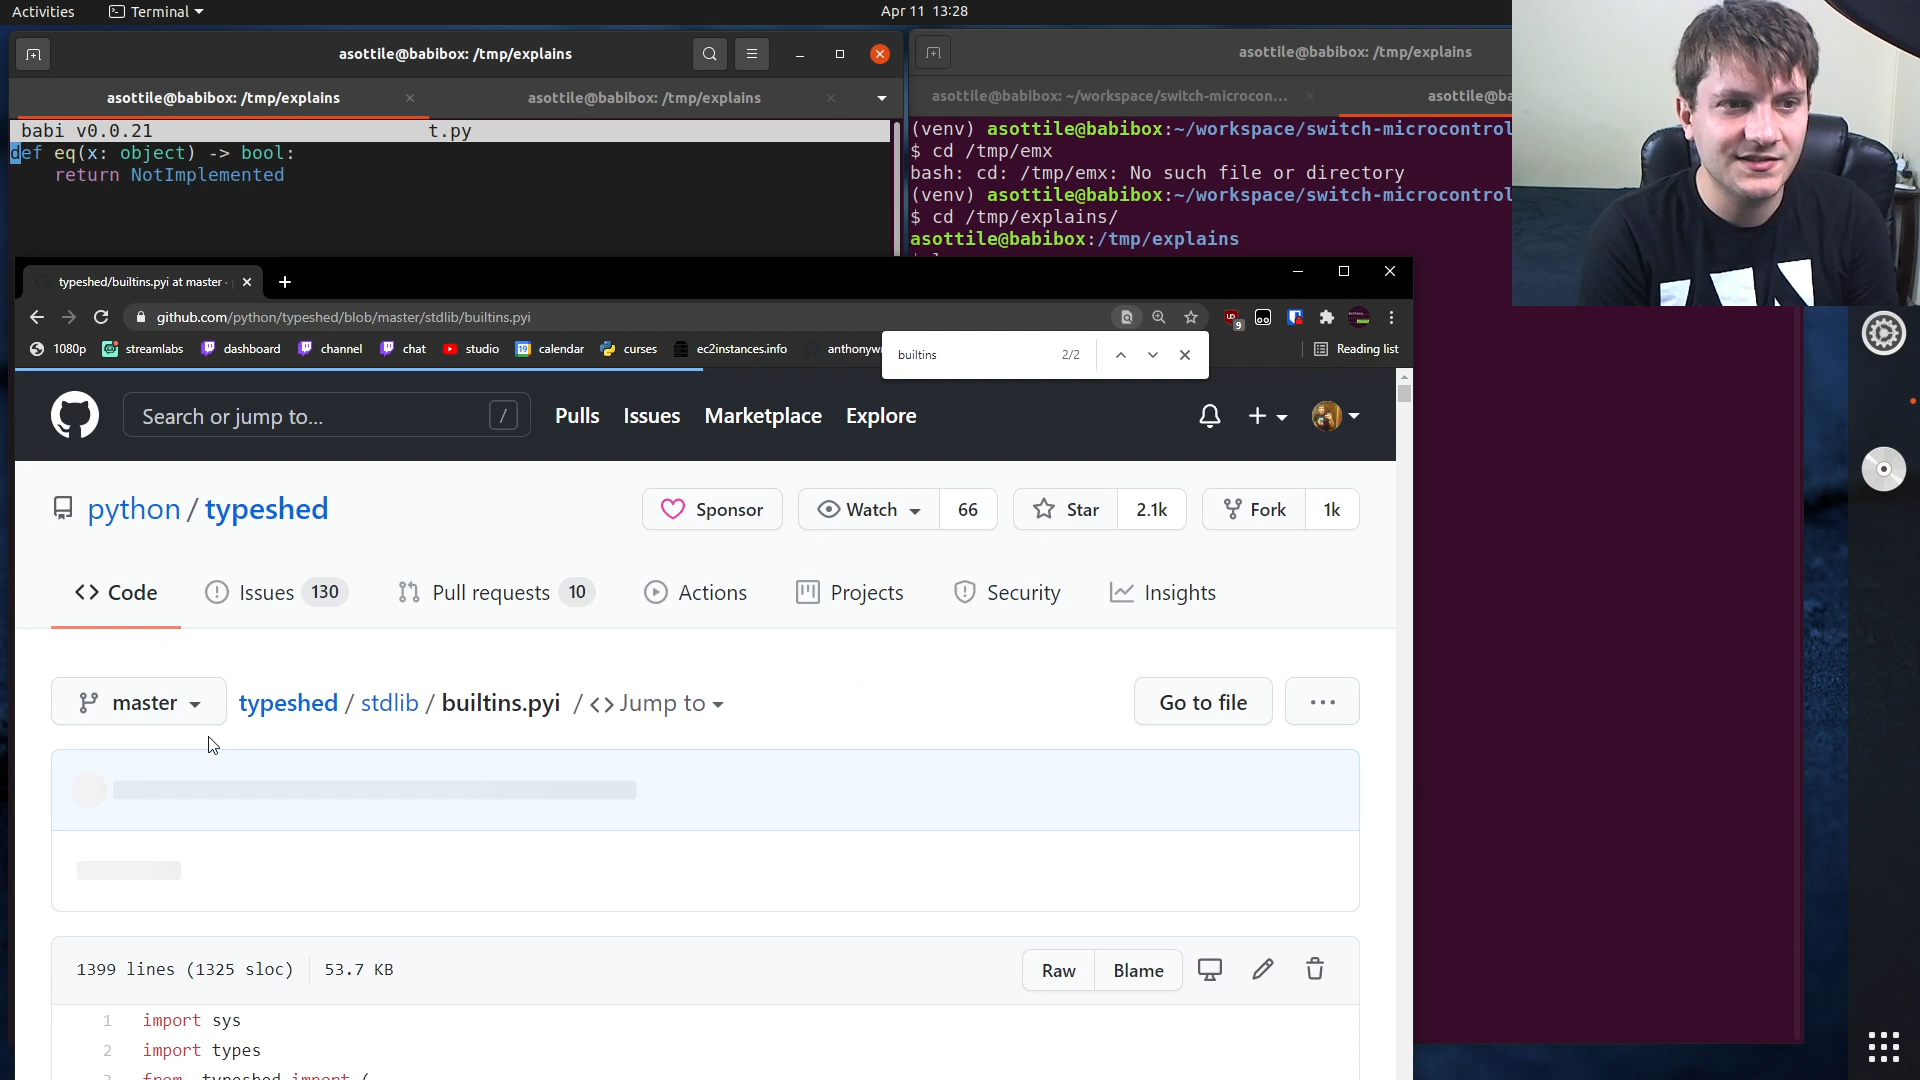 Activities
Terminal
Apr 11 13:28
asottile@babibox: /tmp/explains
asottile@babibox: /tmp/explains
asottile@babibox: /tmp/explains
babi v0.0.21 t.py
def eq(x: object) -> bool:
return NotImplemented
asottile@babibox: /tmp/explains
asottile@babibox: ~/workspace/switch-microcon...
asottile@ba
(venv) asottile@babibox:~/workspace/switch-microcontrol
$ cd /tmp/emx
bash: cd: /tmp/emx: No such file or directory
(venv) asottile@babibox:~/workspace/switch-microcontrol
$ cd /tmp/explains/
asottile@babibox:/tmp/explains
typeshed/builtins.pyi at master ·
github.com/python/typeshed/blob/master/stdlib/builtins.pyi
9
1080p streamlabs dashboard channel chat studio calendar curses ec2instances.info anthonyw Reading list
builtins 2/2
Search or jump to... /
Pulls Issues Marketplace Explore
python / typeshed
Sponsor Watch 66 Star 2.1k Fork 1k
Code Issues 130 Pull requests 10 Actions Projects Security Insights
master typeshed / stdlib / builtins.pyi / <> Jump to Go to file ...
1399 lines (1325 sloc) 53.7 KB
Raw Blame
1 import sys
2 import types
from _typeshed import (